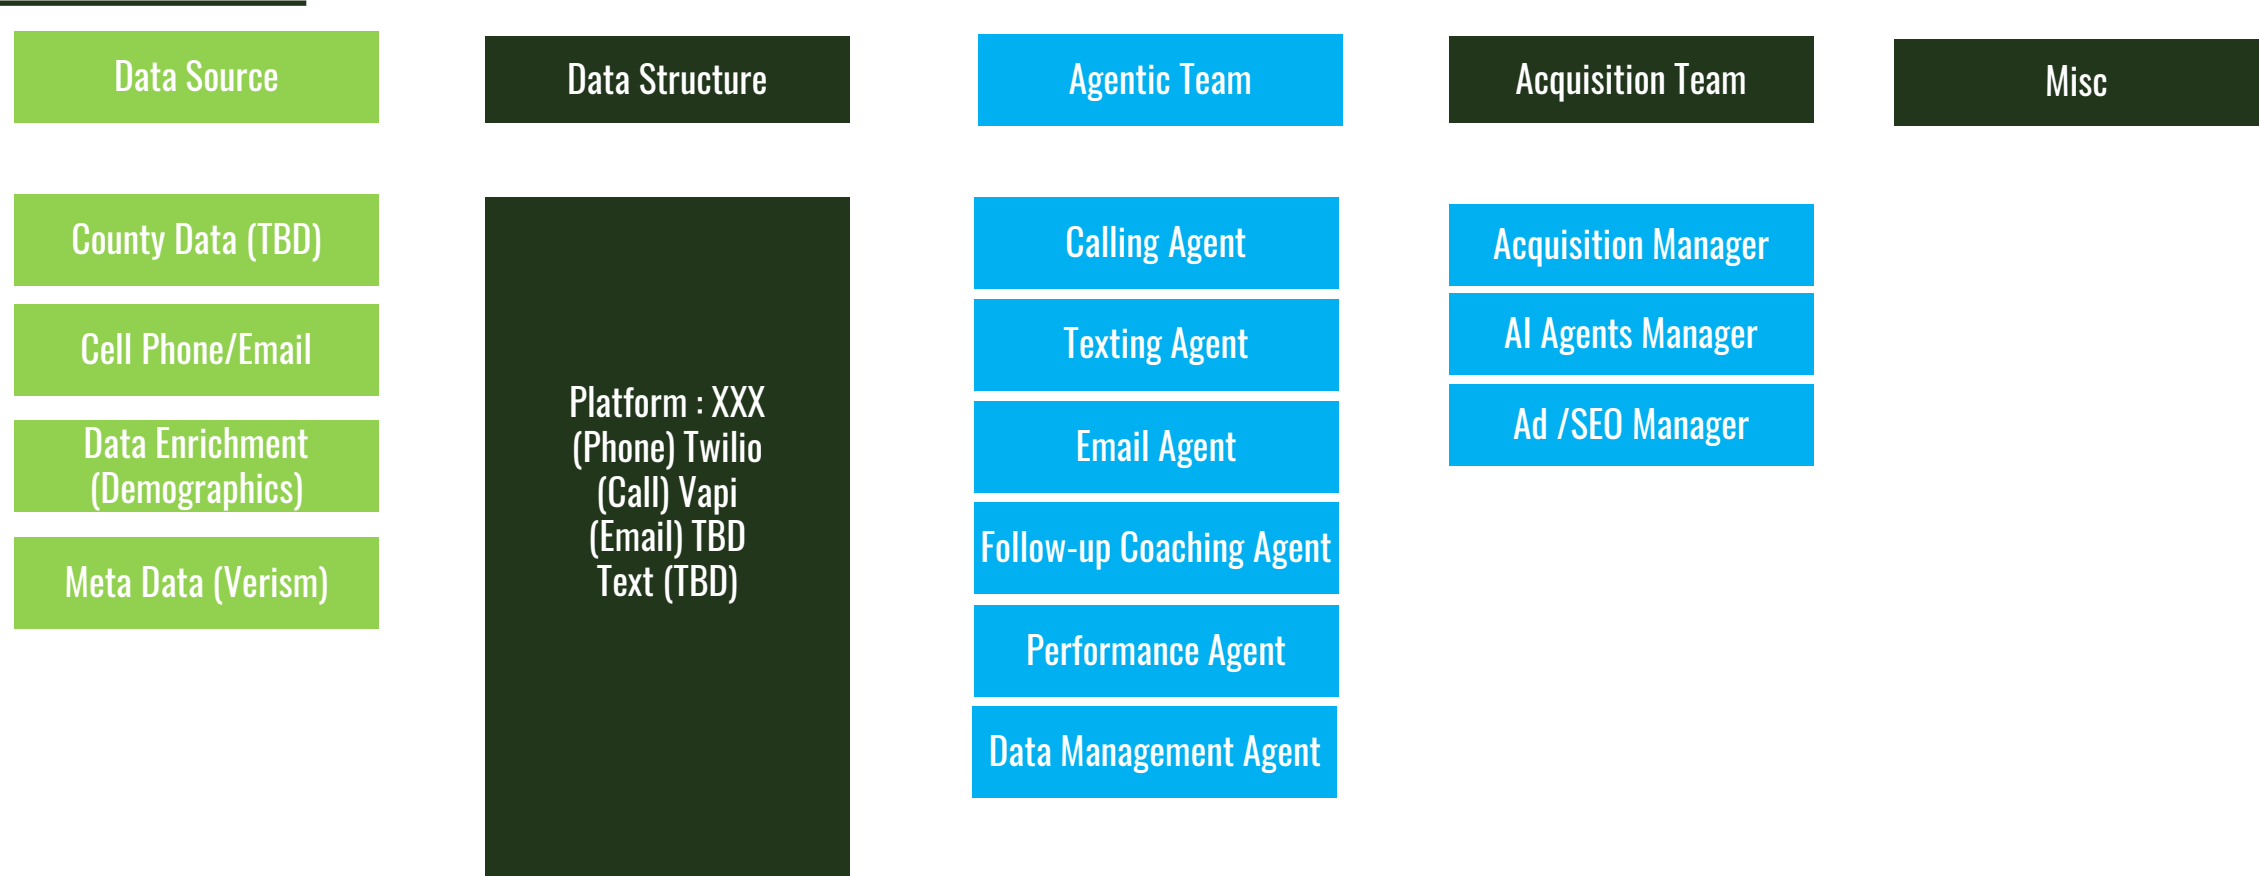 Data Source
Data Structure
Agentic Team
Acquisition Team
Misc
County Data (TBD)
Cell Phone/Email
Data Enrichment
(Demographics)
Meta Data (Verism)
Platform : XXX
(Phone) Twilio
(Call) Vapi
(Email) TBD
Text (TBD)
Calling Agent
Texting Agent
Email Agent
Follow-up Coaching Agent
Performance Agent
Data Management Agent
Acquisition Manager
AI Agents Manager
Ad /SEO Manager